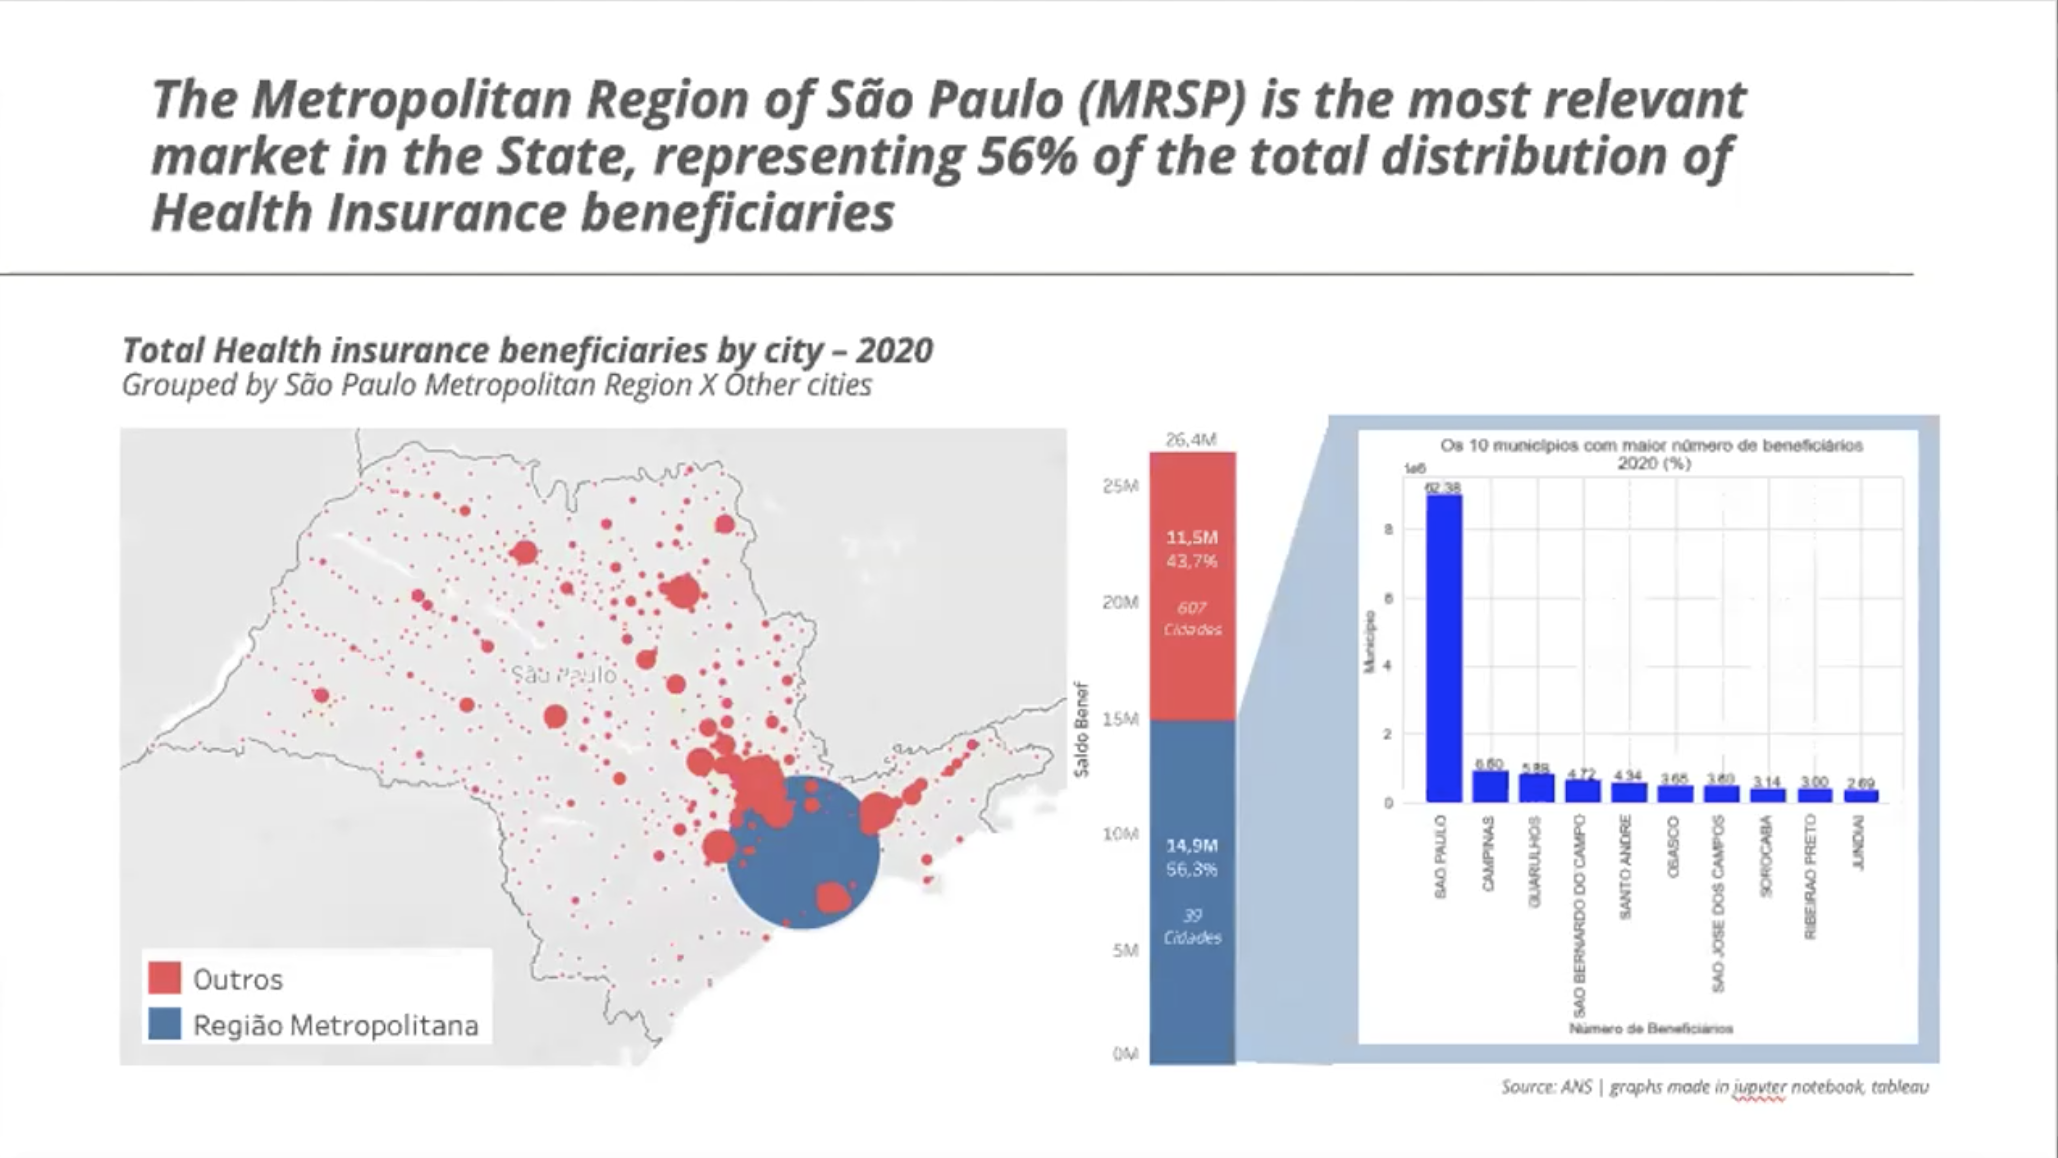 The Metropolitan Region of São Paulo (MRSP) is the most relevant
market in the State, representing 56% of the total distribution of
Health Insurance beneficiaries
Total Health insurance beneficiaries by city – 2020
Grouped by São Paulo Metropolitan Region X Other cities
São Paulo
Outros
Região Metropolitana
Saldo Benef
26,4M
25M
20M
15M
10M
5M
0M
11,5M
43,7%
607
Cidades
14,9M
56,3%
39
Cidades
Os 10 municípios com maior número de beneficiários
2020 (%)
1e6
Município
8
6
4
2
0
62.38
6.60
5.88
4.72
4.34
3.65
3.60
3.14
3.00
2.69
SAO PAULO
CAMPINAS
GUARULHOS
SAO BERNARDO DO CAMPO
SANTO ANDRE
OSASCO
SAO JOSE DOS CAMPOS
SOROCABA
RIBEIRAO PRETO
JUNDIAI
Número de Beneficiários
Source: ANS | graphs made in jupyter notebook, tableau